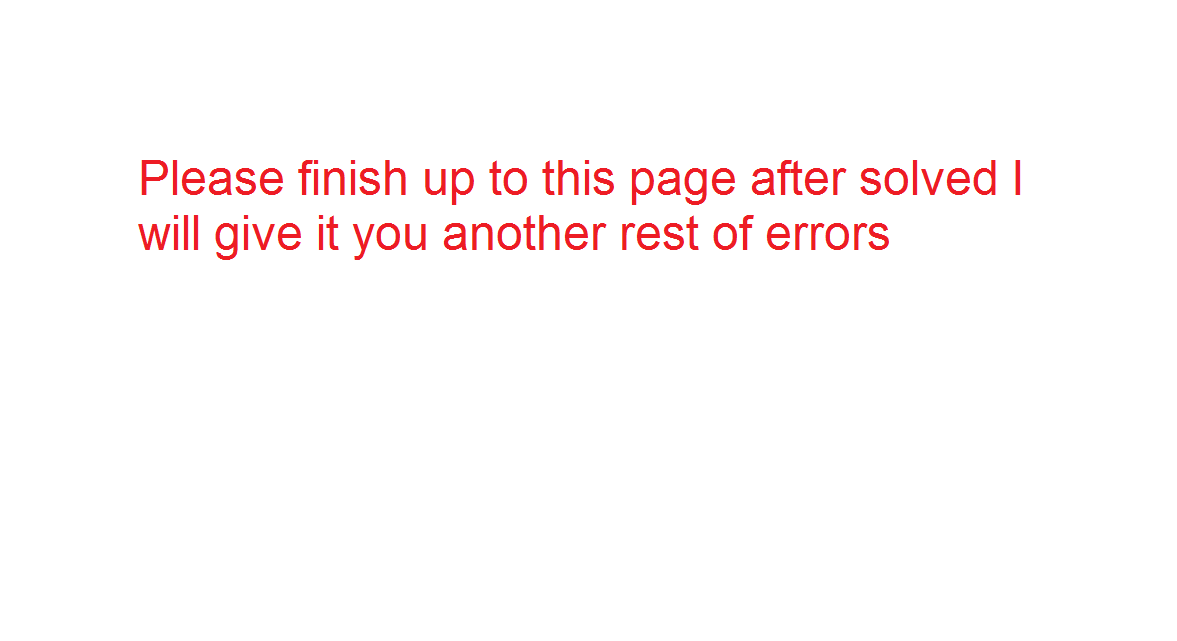 Please finish up to this page after solved I
will give it you another rest of errors